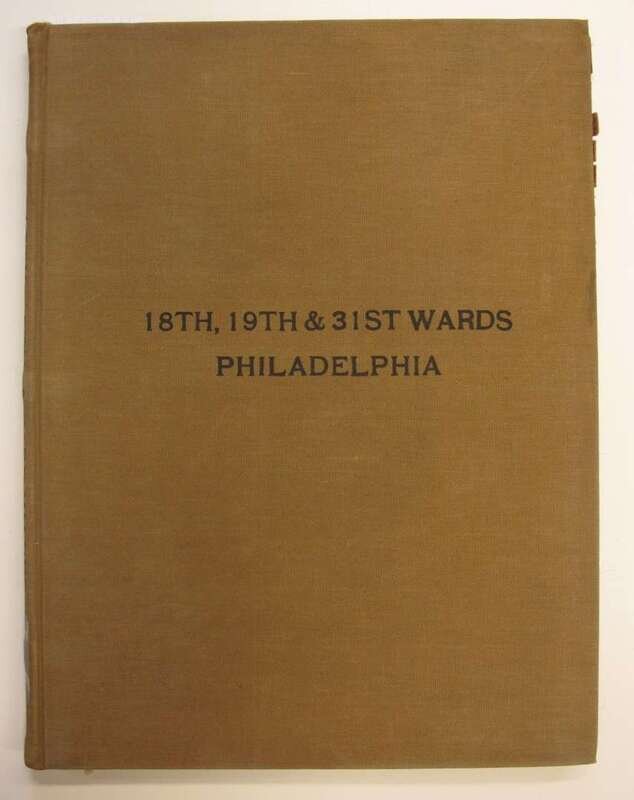 18TH, 19TH & 31ST WARDS
PHILADELPHIA